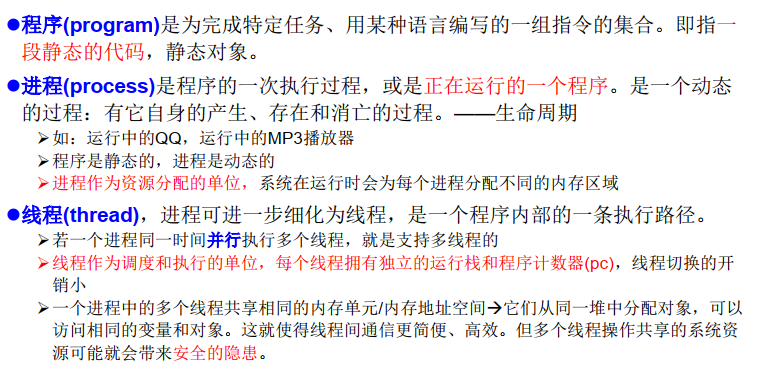 ●程序(program)是为完成特定任务、用某种语言编写的一组指令的集合。即指一
段静态的代码，静态对象。
●进程(process)是程序的一次执行过程，或是正在运行的一个程序。是一个动态
的过程：有它自身的产生、存在和消亡的过程。——生命周期
➢如：运行中的QQ，运行中的MP3播放器
➢程序是静态的，进程是动态的
➢进程作为资源分配的单位，系统在运行时会为每个进程分配不同的内存区域
●线程(thread)，进程可进一步细化为线程，是一个程序内部的一条执行路径。
➢若一个进程同一时间并行执行多个线程，就是支持多线程的
➢线程作为调度和执行的单位，每个线程拥有独立的运行栈和程序计数器(pc)，线程切换的开
销小
➢一个进程中的多个线程共享相同的内存单元/内存地址空间→它们从同一堆中分配对象，可以
访问相同的变量和对象。这就使得线程间通信更简便、高效。但多个线程操作共享的系统资
源可能就会带来安全的隐患。